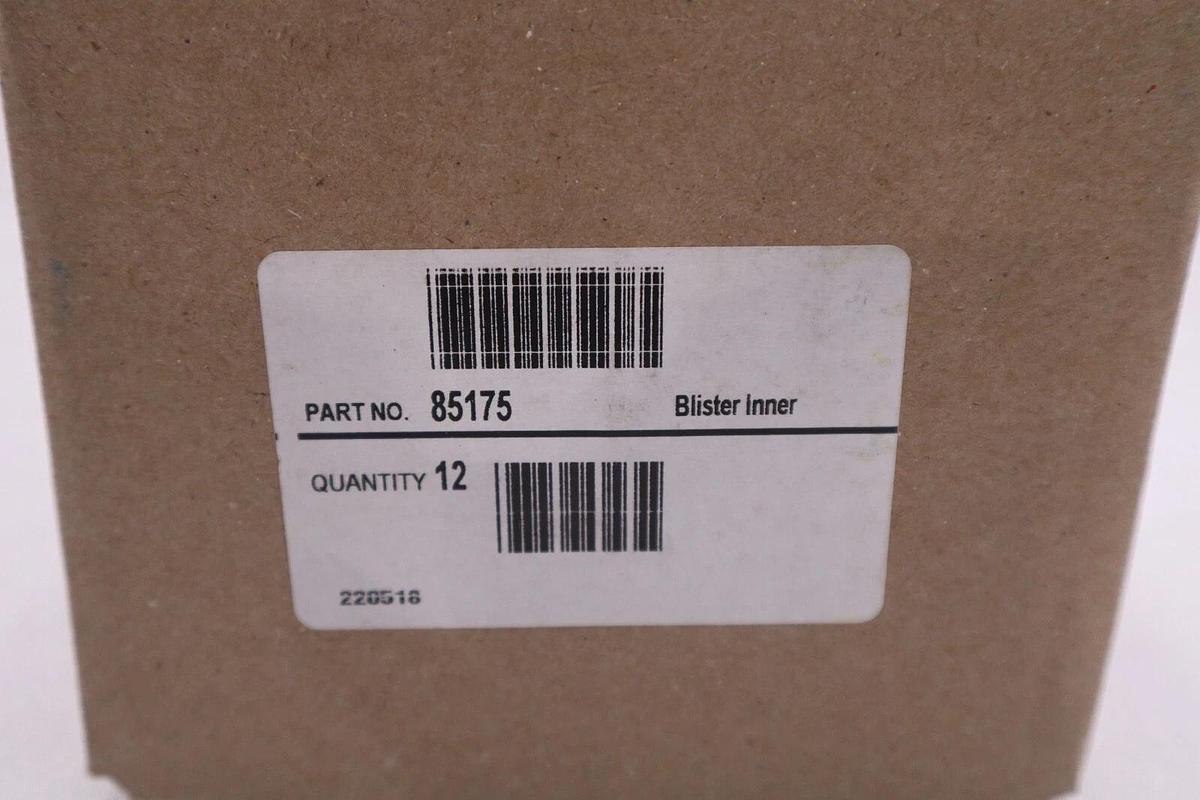 PART NO. 85175 Blister Inner
QUANTITY 12
220516